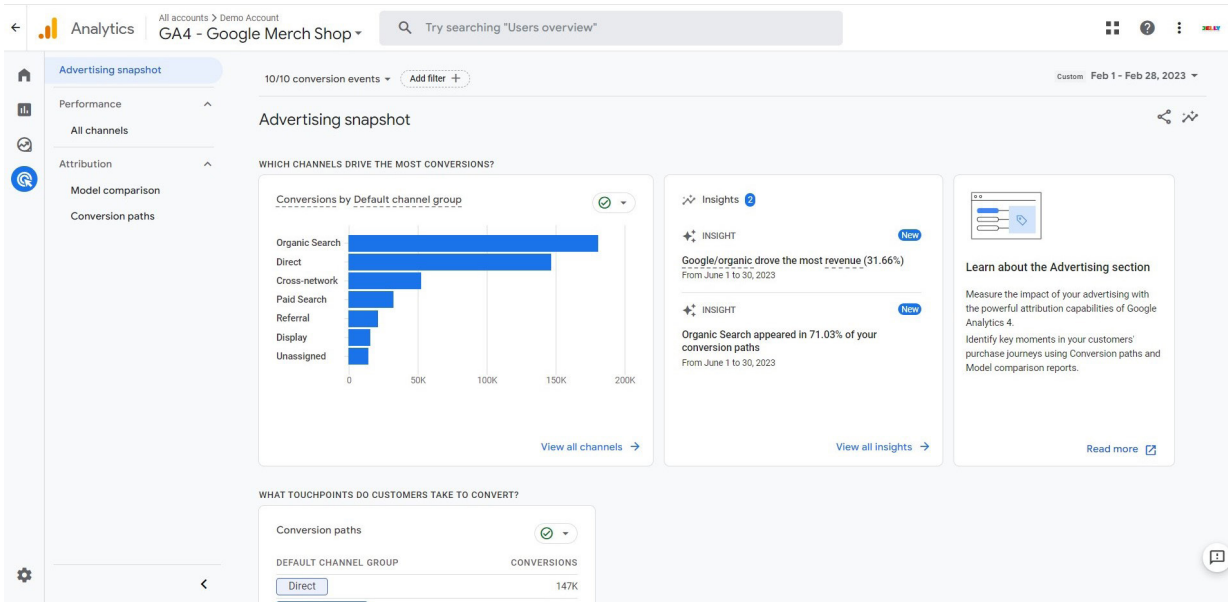 Analytics
All accounts > Demo Account
GA4 - Google Merch Shop
Try searching "Users overview"
Advertising snapshot
Performance
All channels
Attribution
Model comparison
Conversion paths
10/10 conversion events
Add filter +
Custom Feb 1 - Feb 28, 2023
Advertising snapshot
WHICH CHANNELS DRIVE THE MOST CONVERSIONS?
Conversions by Default channel group
Organic Search
Direct
Cross-network
Paid Search
Referral
Display
Unassigned
0 50K 100K 150K 200K
View all channels
Insights 2
INSIGHT New
Google/organic drove the most revenue (31.66%)
From June 1 to 30, 2023
INSIGHT New
Organic Search appeared in 71.03% of your
conversion paths
From June 1 to 30, 2023
View all insights
Learn about the Advertising section
Measure the impact of your advertising with
the powerful attribution capabilities of Google
Analytics 4.
Identify key moments in your customers'
purchase journeys using Conversion paths and
Model comparison reports.
Read more
WHAT TOUCHPOINTS DO CUSTOMERS TAKE TO CONVERT?
Conversion paths
DEFAULT CHANNEL GROUP CONVERSIONS
Direct 147K